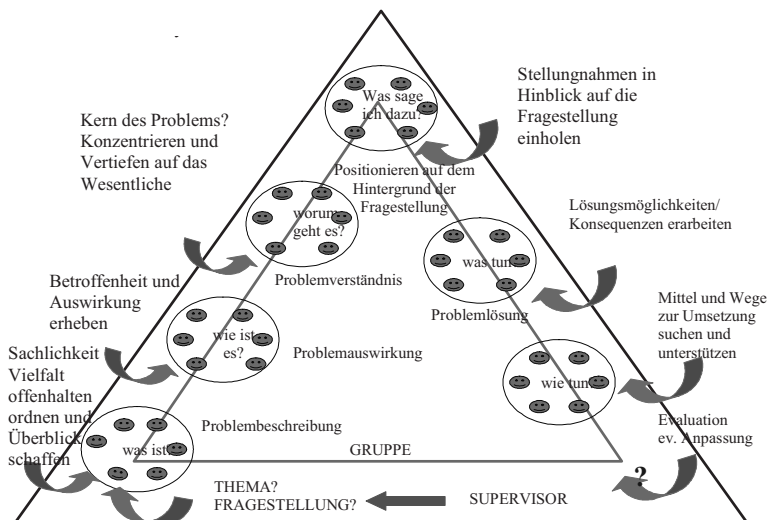 Was sage
ich dazu?
Stellungnahmen in
Hinblick auf die
Fragestellung
einholen
Kern des Problems?
Konzentrieren und
Vertiefen auf das
Wesentliche
Positionieren auf dem
Hintergrund der
Fragestellung
worum
geht es?
Lösungsmöglichkeiten/
Konsequenzen erarbeiten
was tun
Problemverständnis
Betroffenheit und
Auswirkung
erheben
Problemlösung
Mittel und Wege
zur Umsetzung
suchen und
unterstützen
wie ist
es?
Problemauswirkung
Sachlichkeit
Vielfalt
offenhalten
ordnen und
Überblick
schaffen
wie tun
Problembeschreibung
Evaluation
ev. Anpassung
was ist
GRUPPE
?
THEMA?
FRAGESTELLUNG?
SUPERVISOR